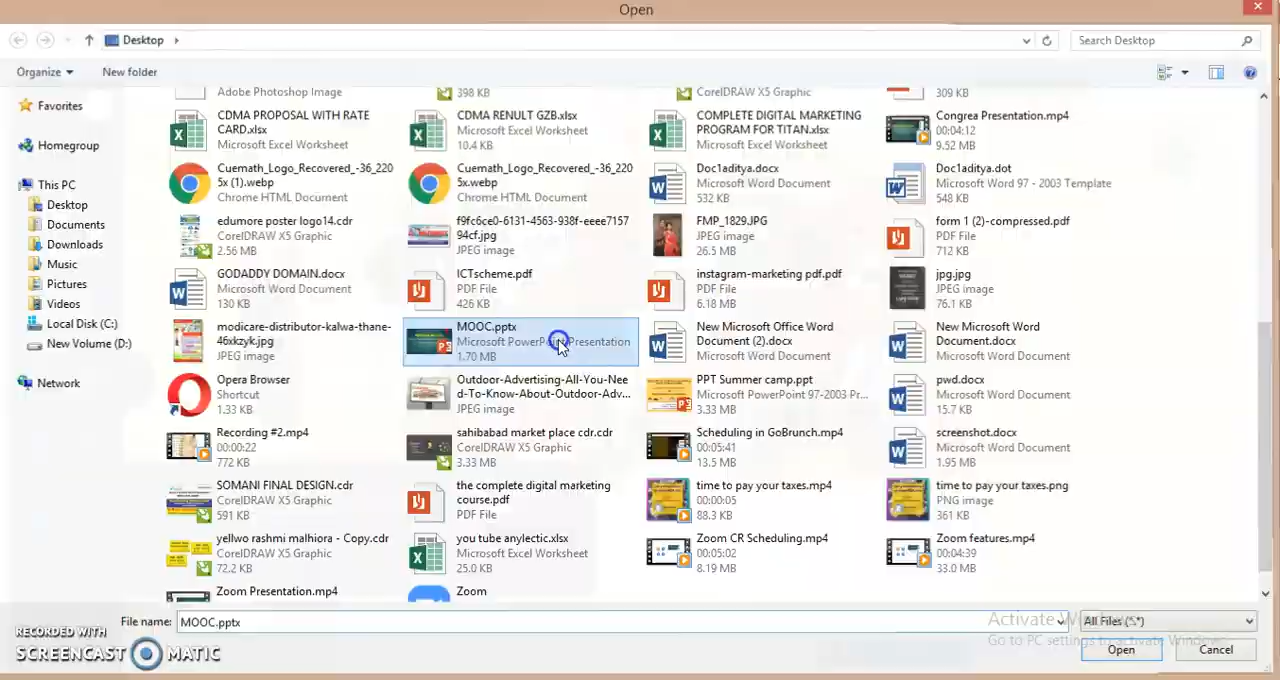 Open
Desktop
Search Desktop
Organize
New folder
Favorites
Homegroup
This PC
Desktop
Documents
Downloads
Music
Pictures
Videos
Local Disk (C:)
New Volume (D:)
Network
Adobe Photoshop Image
398 KB
CorelDRAW X5 Graphic
309 KB
CDMA PROPOSAL WITH RATE
CARD.xlsx
Microsoft Excel Worksheet
CDMA RENULT GZB.xlsx
Microsoft Excel Worksheet
10.4 KB
COMPLETE DIGITAL MARKETING
PROGRAM FOR TITAN.xlsx
Microsoft Excel Worksheet
Congrea Presentation.mp4
00:04:12
9.52 MB
Cuemath_Logo_Recovered_-36_220
5x (1).webp
Chrome HTML Document
Cuemath_Logo_Recovered_-36_220
5x.webp
Chrome HTML Document
Doc1aditya.docx
Microsoft Word Document
532 KB
Doc1aditya.dot
Microsoft Word 97 - 2003 Template
548 KB
edumore poster logo14.cdr
CorelDRAW X5 Graphic
2.56 MB
f9fc6ce0-6131-4563-938f-eeee7157
94cf.jpg
JPEG image
FMP_1879.JPG
JPEG image
26.5 MB
form 1 (2)-compressed.pdf
PDF File
712 KB
GODADDY DOMAIN.docx
Microsoft Word Document
130 KB
ICTscheme.pdf
PDF File
426 KB
instagram-marketing pdf.pdf
PDF File
6.18 MB
jpg.jpg
JPEG image
76.1 KB
modicare-distributor-kalwa-thane-
46xkzyk.jpg
JPEG image
MOOC.pptx
Microsoft PowerPoint Presentation
1.70 MB
New Microsoft Office Word
Document (2).docx
Microsoft Word Document
New Microsoft Word
Document.docx
Microsoft Word Document
Opera Browser
Shortcut
1.33 KB
Outdoor-Advertising-All-You-Nee
d-To-Know-About-Outdoor-Adv...
JPEG image
PPT Summer camp.ppt
Microsoft PowerPoint 97-2003 Pr...
3.33 MB
pwd.docx
Microsoft Word Document
15.7 KB
Recording #2.mp4
00:00:22
772 KB
sahibabad market place cdr.cdr
CorelDRAW X5 Graphic
3.33 MB
Scheduling in GoBrunch.mp4
00:05:41
13.5 MB
screenshot.docx
Microsoft Word Document
1.95 MB
SOMANI FINAL DESIGN.cdr
CorelDRAW X5 Graphic
591 KB
the complete digital marketing
course.pdf
PDF File
time to pay your taxes.mp4
00:00:05
88.3 KB
time to pay your taxes.png
PNG image
361 KB
yellwo rashmi malhiora - Copy.cdr
CorelDRAW X5 Graphic
72.2 KB
you tube anylectic.xlsx
Microsoft Excel Worksheet
25.0 KB
Zoom CR Scheduling.mp4
00:05:02
8.19 MB
Zoom features.mp4
00:04:39
33.0 MB
Zoom Presentation.mp4
Zoom
File name:
MOOC.pptx
All Files (*.*)
Activate Windows
Go to PC settings to activate Windows.
Open
Cancel
RECORDED WITH
SCREENCAST MATIC